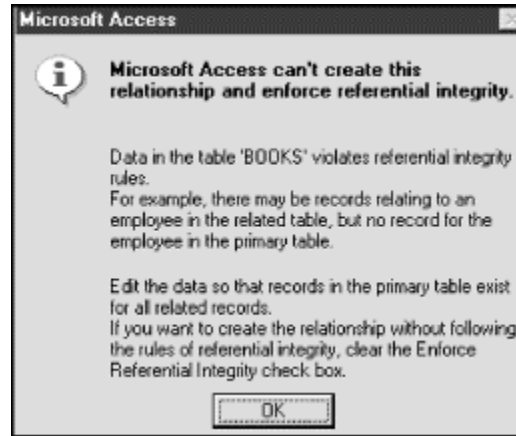 Microsoft Access
Microsoft Access can't create this
relationship and enforce referential integrity.
Data in the table 'BOOKS' violates referential integrity
rules.
For example, there may be records relating to an
employee in the related table, but no record for the
employee in the primary table.
Edit the data so that records in the primary table exist
for all related records.
If you want to create the relationship without following
the rules of referential integrity, clear the Enforce
Referential Integrity check box.
OK